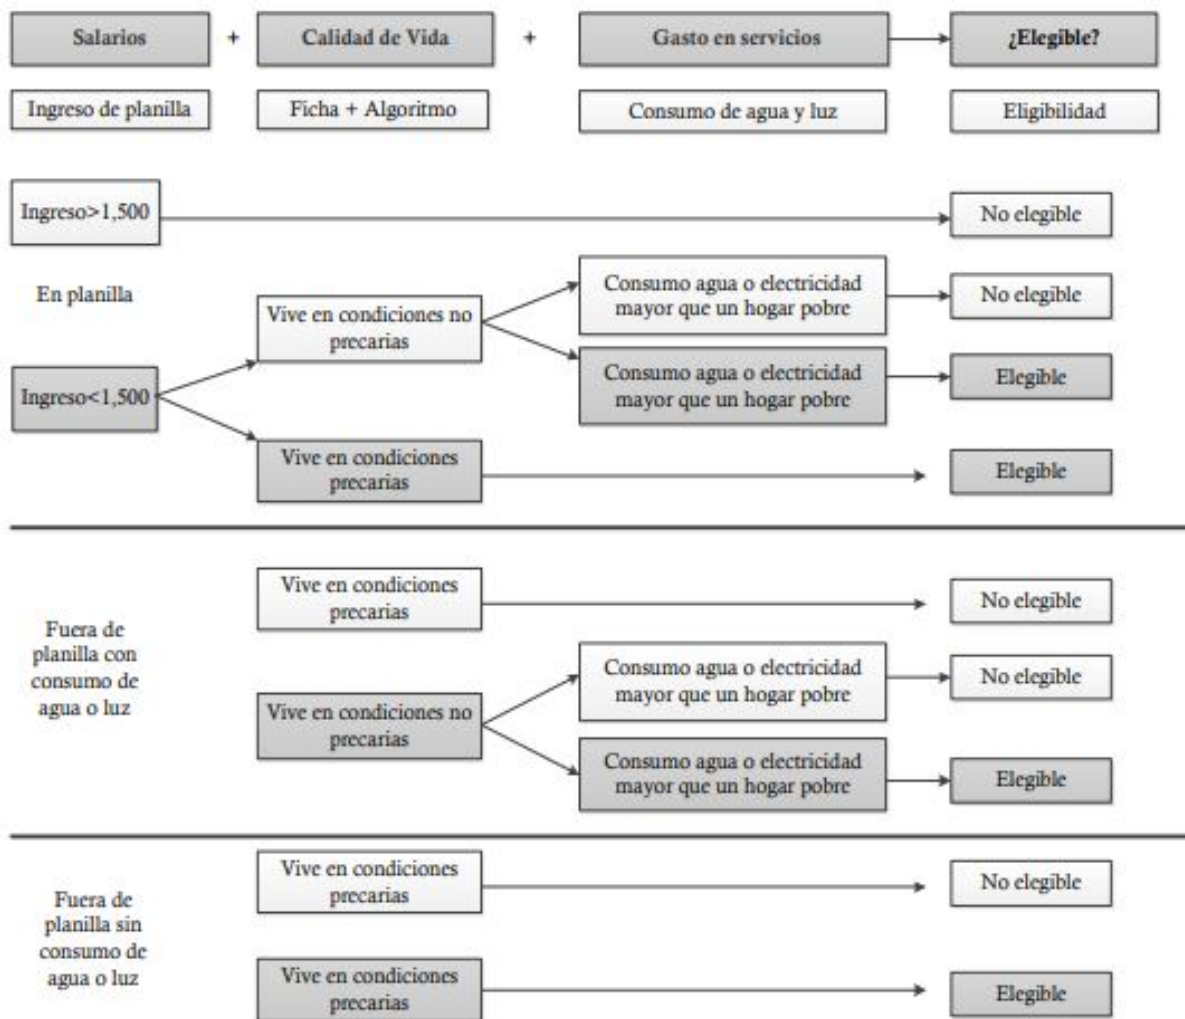 Salarios
+
Calidad de Vida
+
Gasto en servicios
¿Elegible?
Ingreso de planilla
Ficha + Algoritmo
Consumo de agua y luz
Eligibilidad
Ingreso>1,500
No elegible
En planilla
Vive en condiciones no
precarias
Consumo agua o electricidad
mayor que un hogar pobre
No elegible
Ingreso<1,500
Consumo agua o electricidad
mayor que un hogar pobre
Elegible
Vive en condiciones
precarias
Elegible
Fuera de
planilla con
consumo de
agua o luz
Vive en condiciones
precarias
No elegible
Vive en condiciones no
precarias
Consumo agua o electricidad
mayor que un hogar pobre
No elegible
Consumo agua o electricidad
mayor que un hogar pobre
Elegible
Fuera de
planilla sin
consumo de
agua o luz
Vive en condiciones
precarias
No elegible
Vive en condiciones
precarias
Elegible